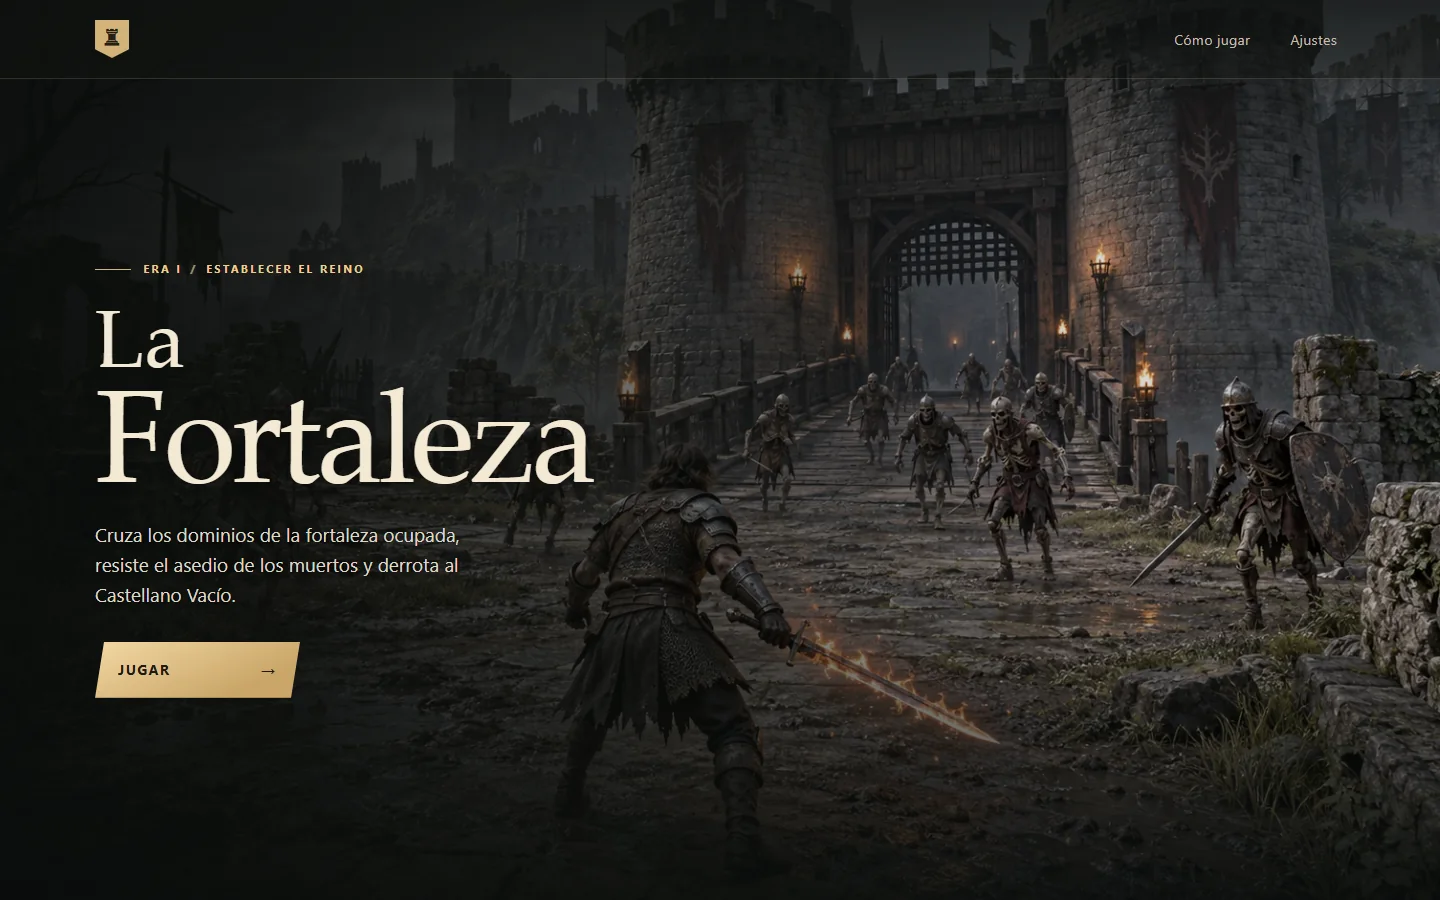 Cómo jugar
Ajustes
ERA I / ESTABLECER EL REINO
La
Fortaleza
Cruza los dominios de la fortaleza ocupada,
resiste el asedio de los muertos y derrota al
Castellano Vacío.
JUGAR →